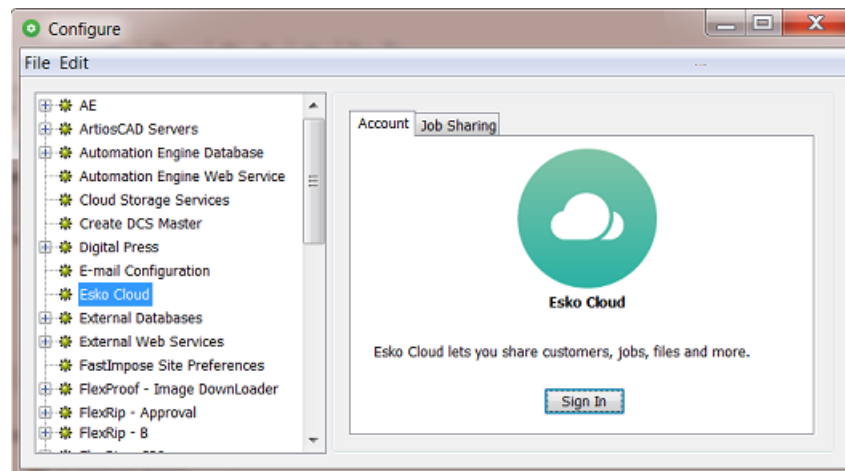 Configure
File Edit
AE
ArtiosCAD Servers
Automation Engine Database
Automation Engine Web Service
Cloud Storage Services
Create DCS Master
Digital Press
E-mail Configuration
Esko Cloud
External Databases
External Web Services
FastImpose Site Preferences
FlexProof - Image DownLoader
FlexRip - Approval
FlexRip - B
Account Job Sharing
Esko Cloud
Esko Cloud lets you share customers, jobs, files and more.
Sign In